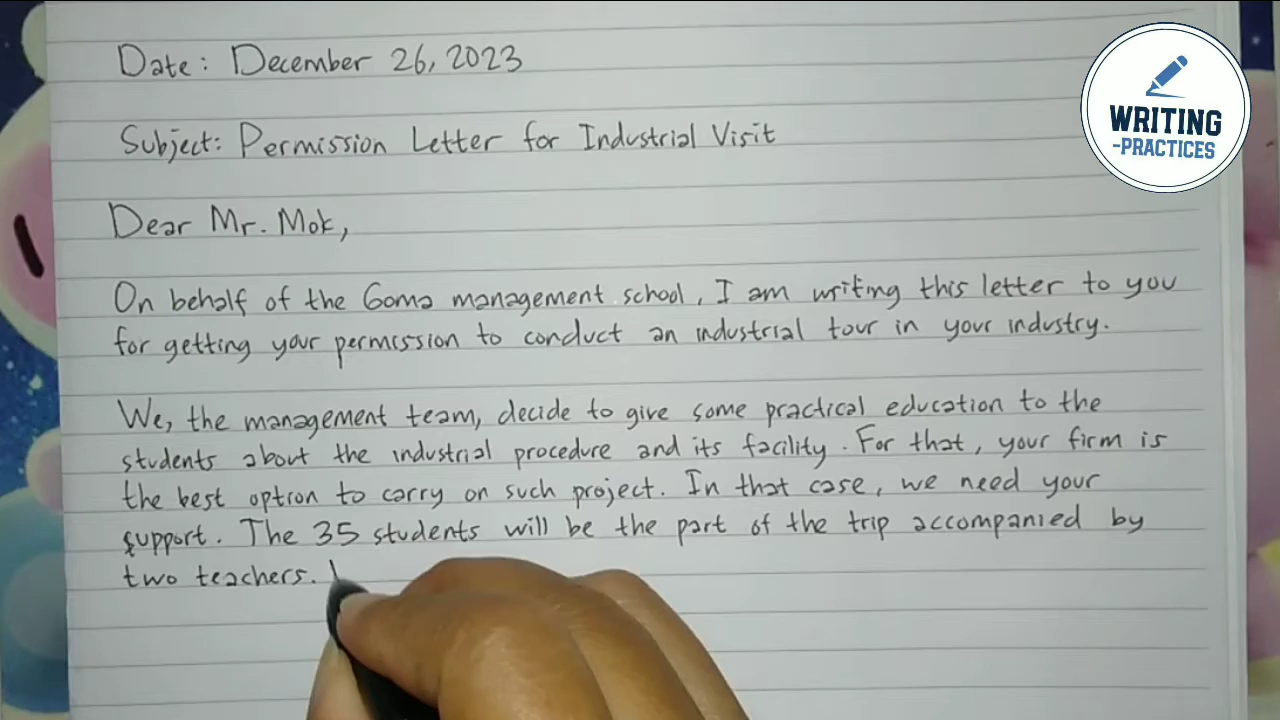 Date: December 26, 2023
Subject: Permission Letter for Industrial Visit
Dear Mr. Mok,
On behalf of the Goma management school, I am writing this letter to you
for getting your permission to conduct an industrial tour in your industry.
We, the management team, decide to give some practical education to the
students about the industrial procedure and its facility. For that, your firm is
the best option to carry on such project. In that case, we need your
support. The 35 students will be the part of the trip accompanied by
two teachers.
WRITING
-PRACTICES